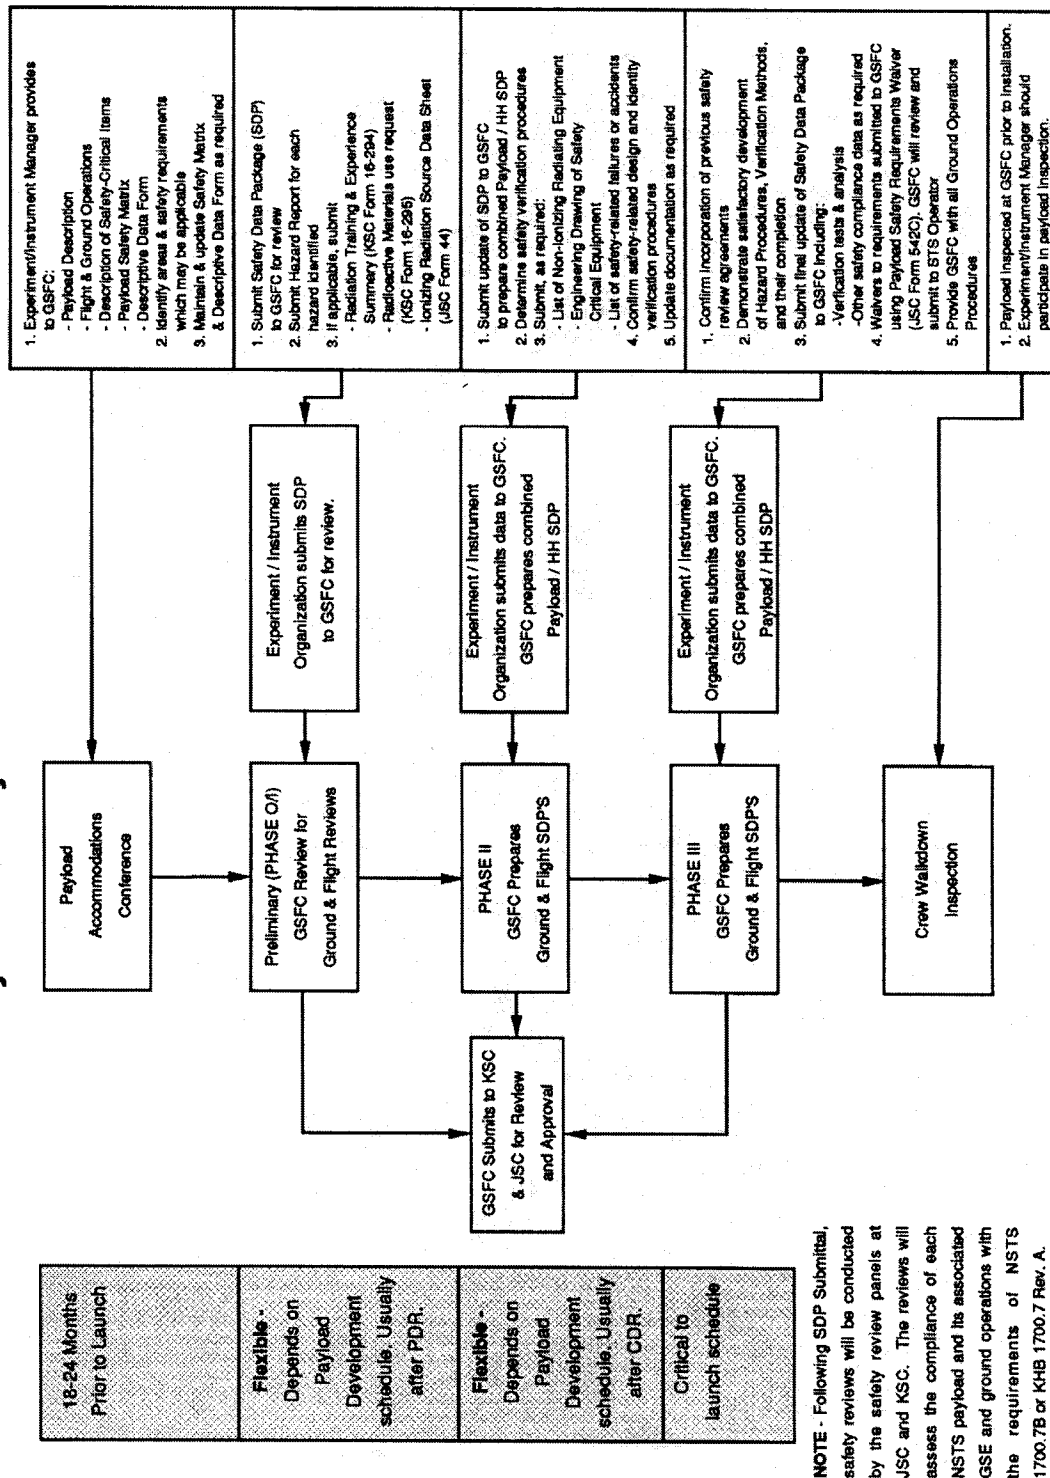 18-24 Months
Prior to Launch
Flexible -
Depends on
Payload
Development
schedule. Usually
after PDR.
Flexible -
Depends on
Payload
Development
schedule. Usually
after CDR.
Critical to
launch schedule
NOTE - Following SDP Submittal,
safety reviews will be conducted
by the safety review panels at
JSC and KSC. The reviews will
assess the compliance of each
NSTS payload and its associated
GSE and ground operations with
the requirements of NSTS
1700.7B or KHB 1700.7 Rev. A.
GSFC Submits to KSC
& JSC for Review
and Approval
Payload
Accommodations
Conference
Preliminary (PHASE O/I)
GSFC Review for
Ground & Flight Reviews
PHASE II
GSFC Prepares
Ground & Flight SDP'S
PHASE III
GSFC Prepares
Ground & Flight SDP'S
Crew Walkdown
Inspection
Experiment / Instrument
Organization submits SDP
to GSFC for review.
Experiment / Instrument
Organization submits data to GSFC.
GSFC prepares combined
Payload / HH SDP
Experiment / Instrument
Organization submits data to GSFC.
GSFC prepares combined
Payload / HH SDP
1. Experiment/Instrument Manager provides
to GSFC:
- Payload Description
- Flight & Ground Operations
- Description of Safety-Critical Items
- Payload Safety Matrix
- Descriptive Data Form
2. Identify areas & safety requirements
which may be applicable
3. Maintain & update Safety Matrix
& Descriptive Data Form as required
1. Submit Safety Data Package (SDP)
to GSFC for review
2. Submit Hazard Report for each
hazard identified
3. If applicable, submit
- Radiation Training & Experience
Summery (KSC Form 16-294)
- Radioactive Materials use request
(KSC Form 16-295)
- Ionizing Radiation Source Data Sheet
(JSC Form 44)
1. Submit update of SDP to GSFC
to prepare combined Payload / HH SDP
2. Determine safety verification procedures
3. Submit, as required:
- List of Non-Ionizing Radiating Equipment
- Engineering Drawing of Safety
Critical Equipment
- List of safety-related failures or accidents
4. Confirm safety-related design and identity
verification procedures
5. Update documentation as required
1. Confirm Incorporation of previous safety
review agreements
2. Demonstrate satisfactory development
of Hazard Procedures, Verification Methods,
and their completion
3. Submit final update of Safety Data Package
to GSFC Including:
-Verfication tests & analysis
-Other safety compliance data as required
4. Waivers to requirements submitted to GSFC
using Payload Safety Requirements Waiver
(JSC Form 542C). GSFC will review and
submit to STS Operator
5. Provide GSFC with all Ground Operations
Procedures
1. Payload Inspected at GSFC prior to Installation.
2. Experiment/Instrument Manager should
participate in payload Inspection.